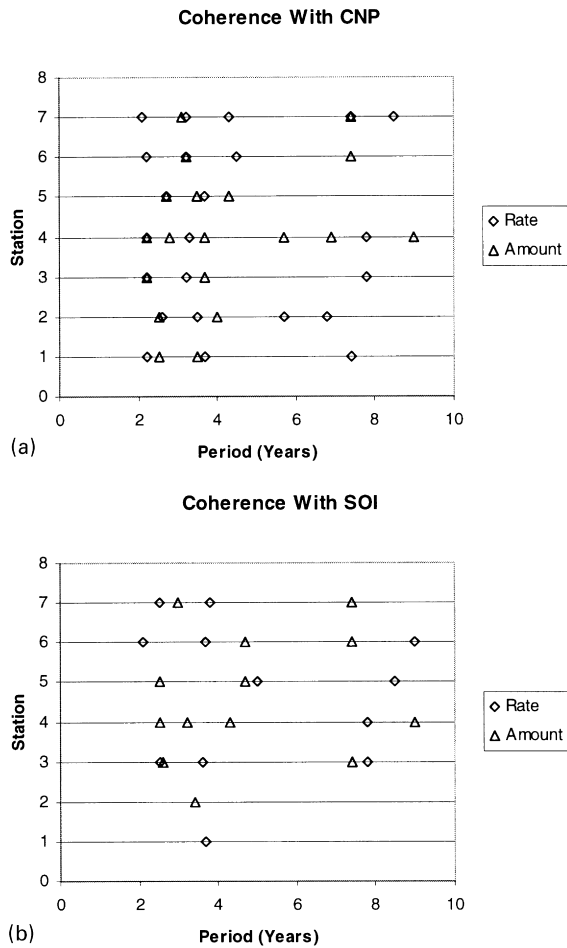 Coherence With CNP
8
7
6
5
4
3
2
1
0
Station
0 2 4 6 8 10
Period (Years)
Rate
Amount
(a)
Coherence With SOI
8
7
6
5
4
3
2
1
0
Station
0 2 4 6 8 10
Period (Years)
Rate
Amount
(b)